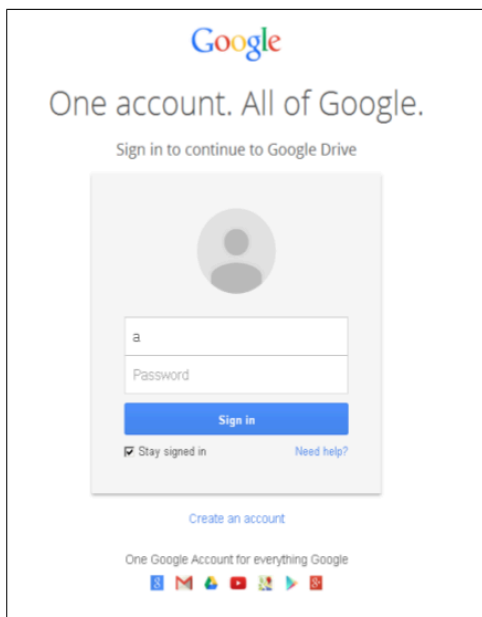 Google
One account. All of Google.
Sign in to continue to Google Drive
a
Password
Sign in
Stay signed in Need help?
Create an account
One Google Account for everything Google